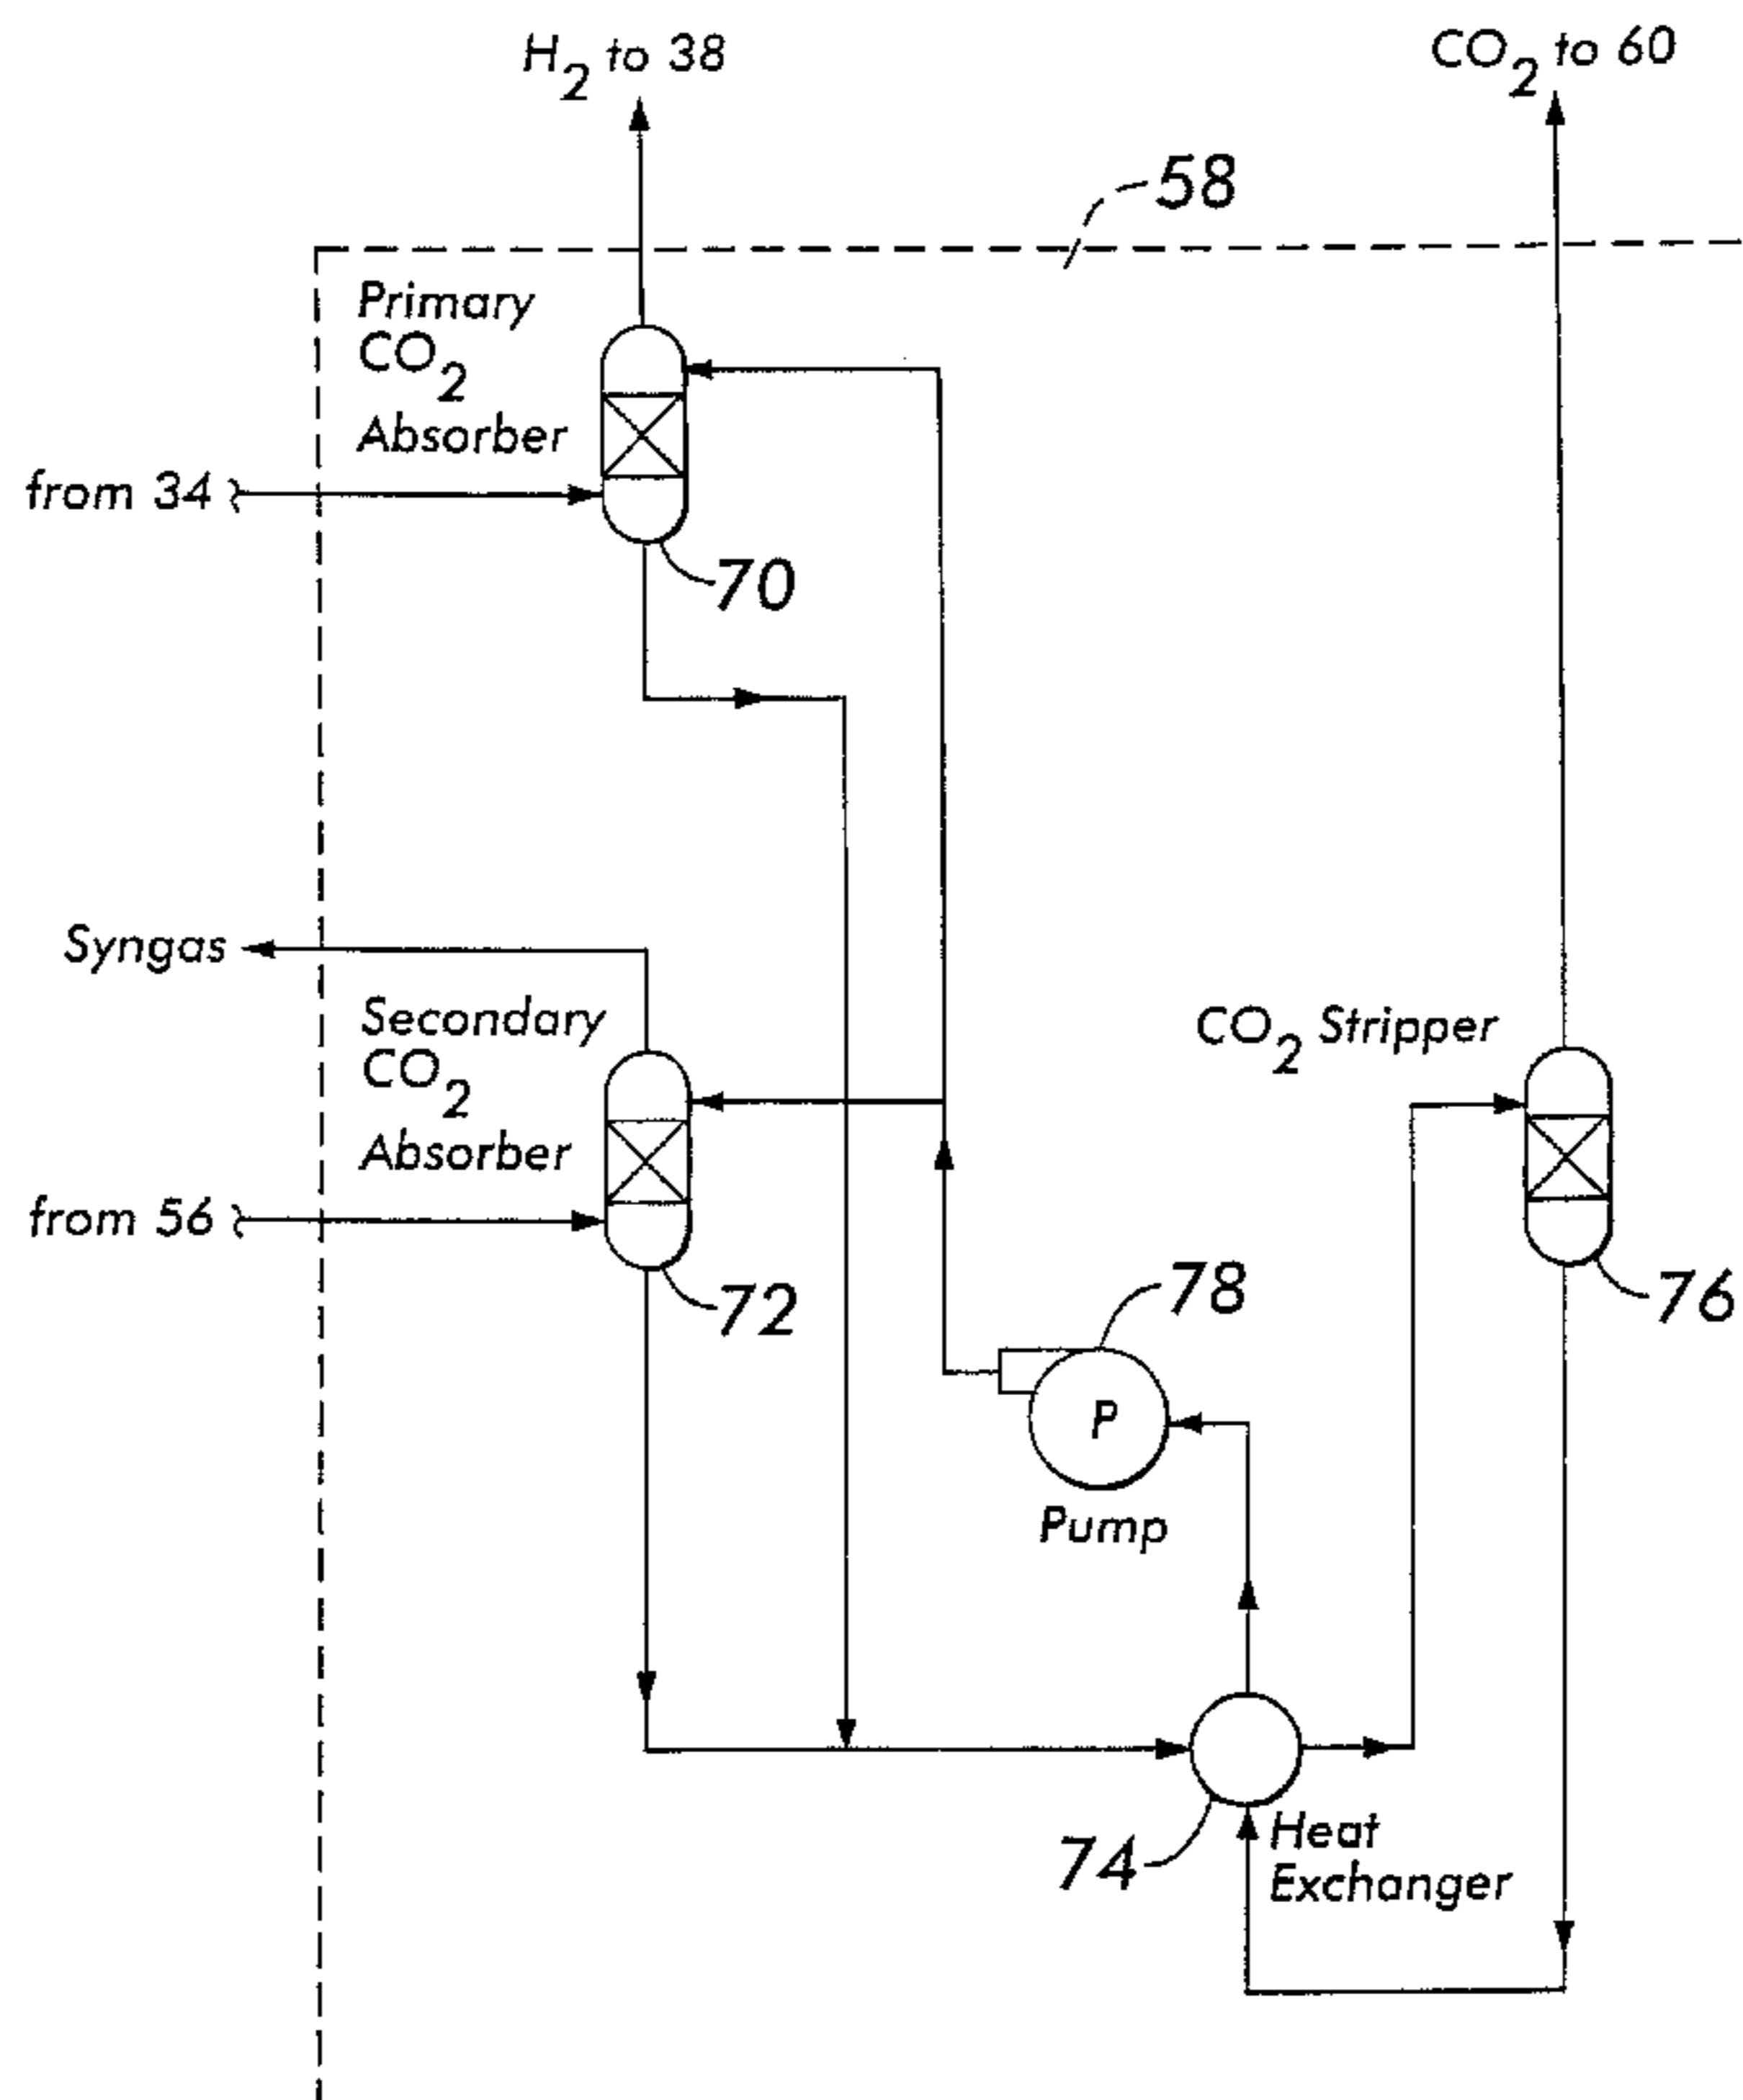 H2 to 38
CO2 to 60
58
Primary
CO2
Absorber
from 34
70
Syngas
Secondary
CO2
Absorber
CO2 Stripper
from 56
72
78
76
P
Pump
74
Heat
Exchanger